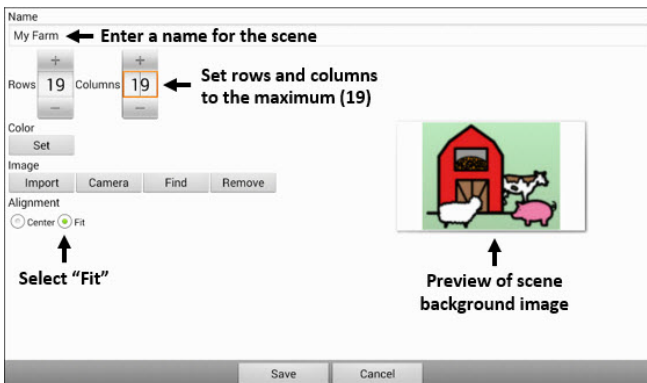 Name
My Farm Enter a name for the scene
+ +
Rows 19 Columns 19 Set rows and columns
to the maximum (19)
− −
Color
Set
Image
Import Camera Find Remove
Alignment
Center Fit
Select “Fit”
Preview of scene
background image
Save Cancel